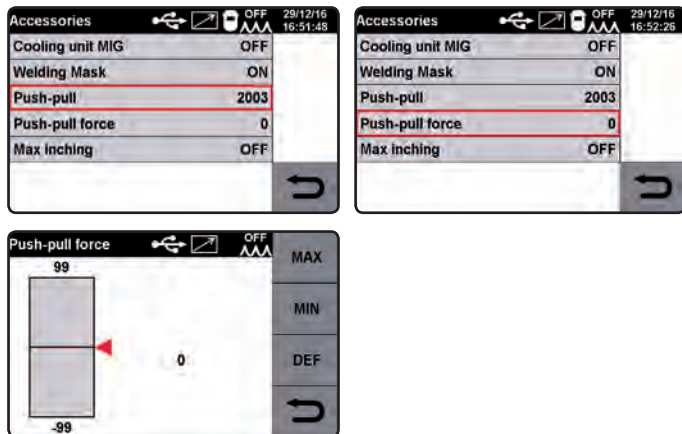 Accessories OFF 29/12/16
16:51:48
Cooling unit MIG OFF
Welding Mask ON
Push-pull 2003
Push-pull force 0
Max inching OFF
Accessories OFF 29/12/16
16:52:26
Cooling unit MIG OFF
Welding Mask ON
Push-pull 2003
Push-pull force 0
Max inching OFF
Push-pull force OFF
MAX
99
MIN
0
DEF
-99